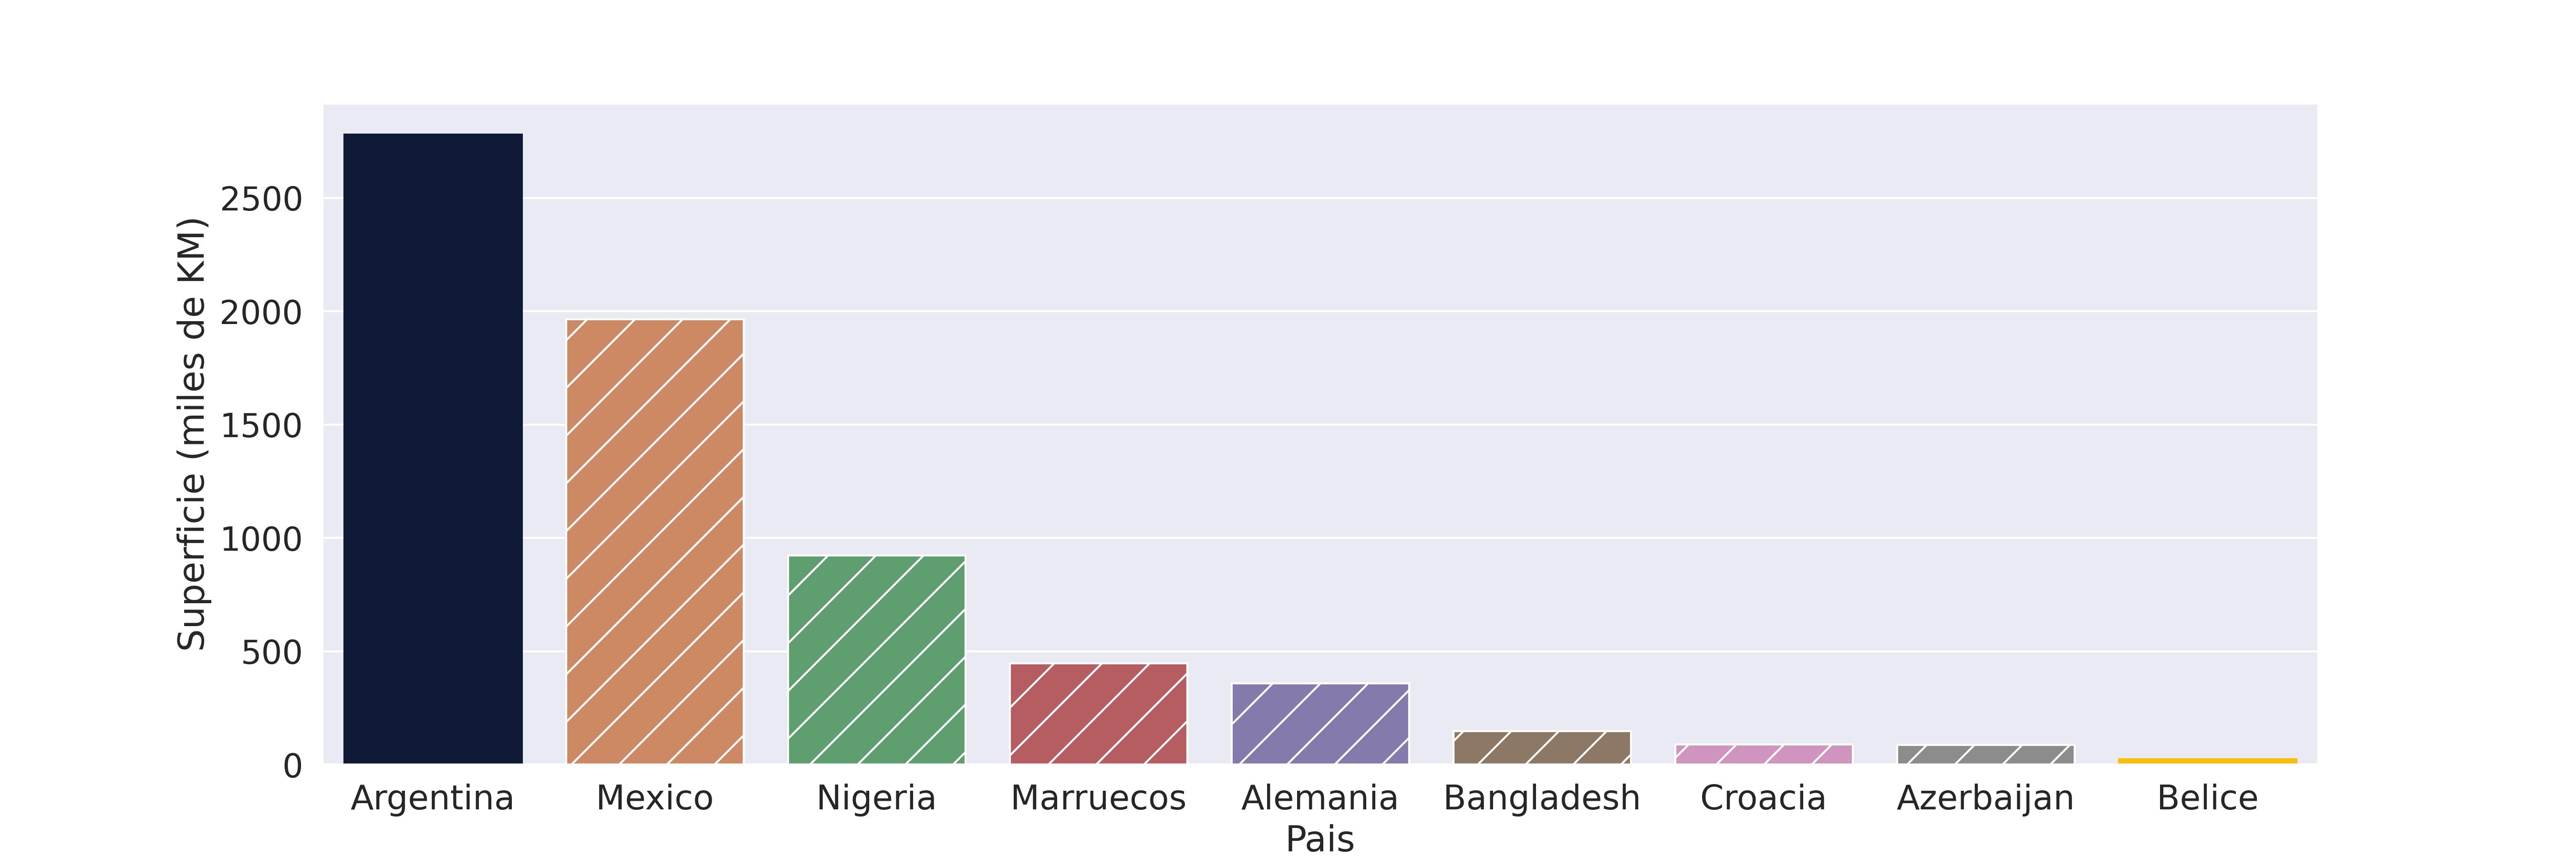 Superficie (miles de KM)
2500
2000
1500
1000
500
0
Argentina Mexico Nigeria Marruecos Alemania Bangladesh Croacia Azerbaijan Belice
Pais